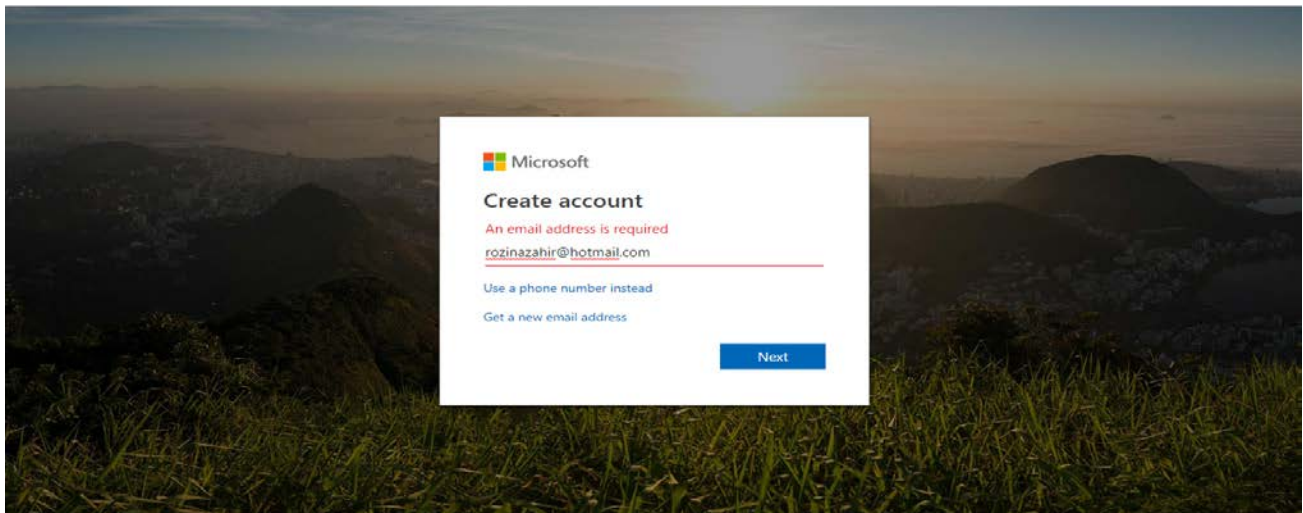 Microsoft
Create account
An email address is required
rozinazahir@hotmail.com
Use a phone number instead
Get a new email address
Next